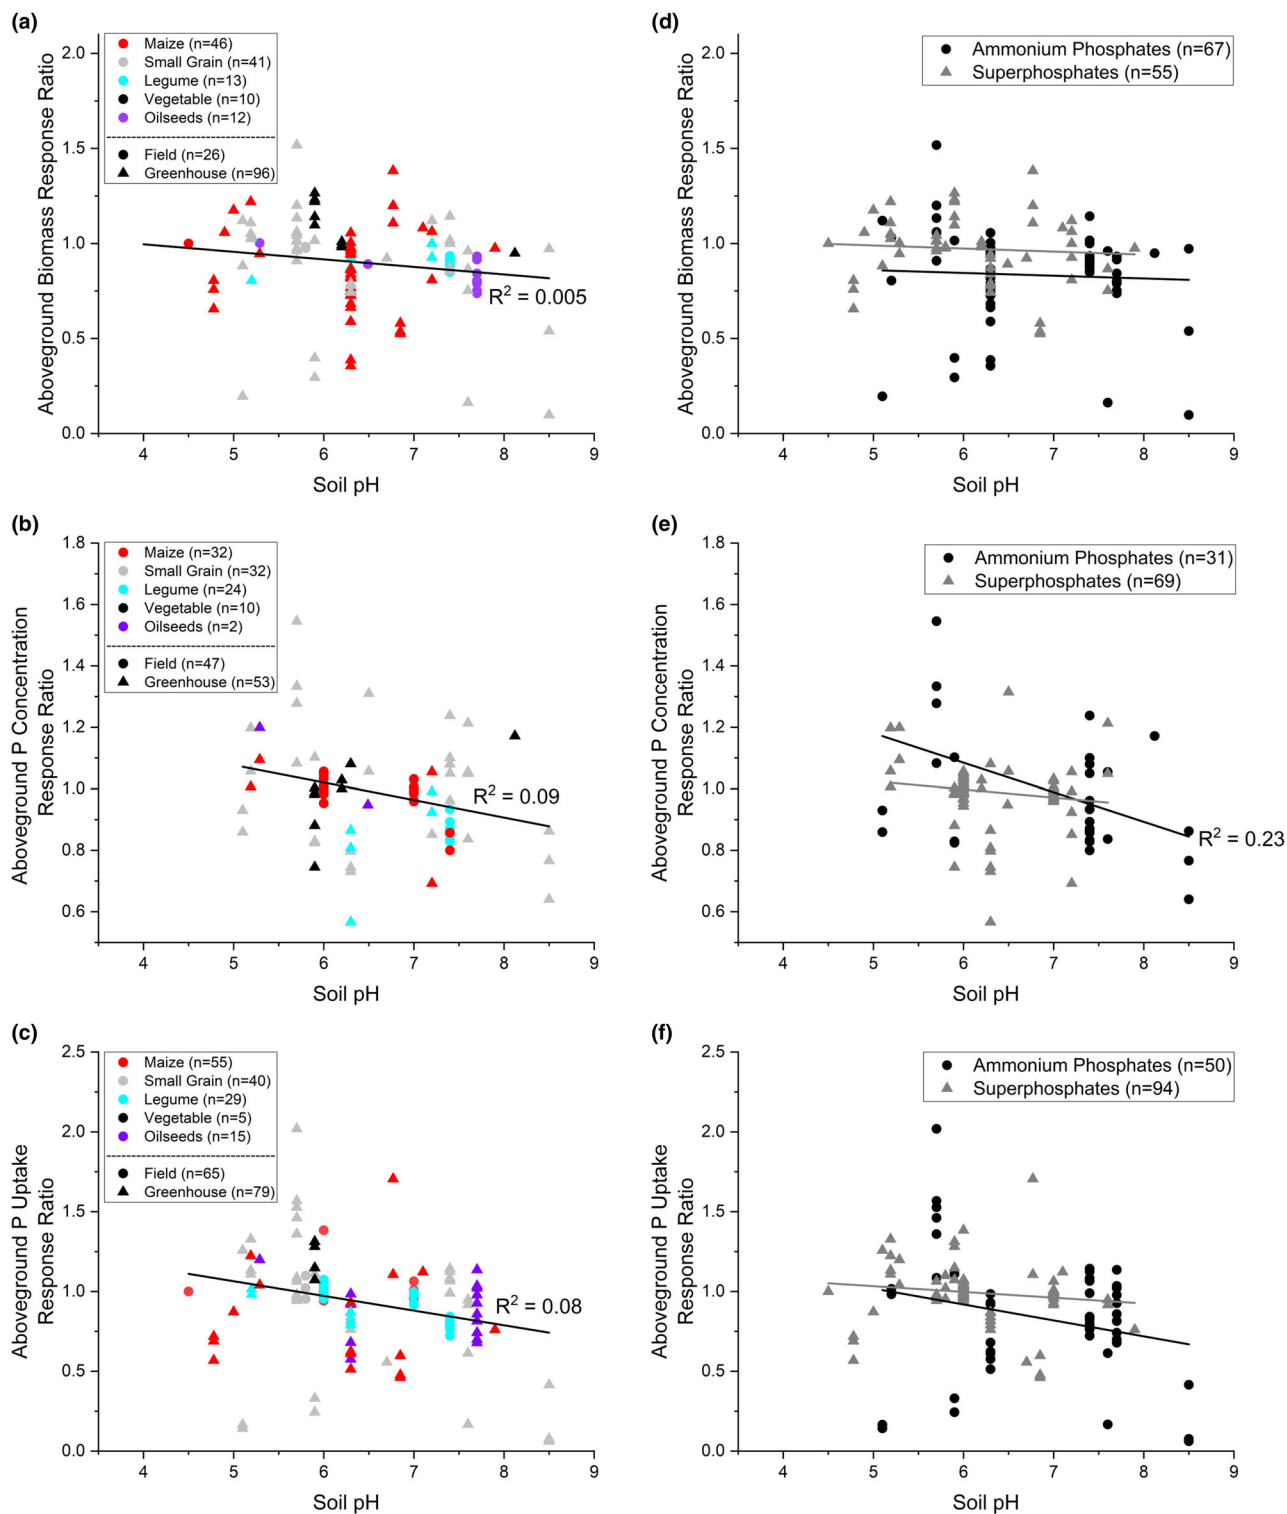 (a)
Maize (n=46)
Small Grain (n=41)
Legume (n=13)
Vegetable (n=10)
Oilseeds (n=12)
Field (n=26)
Greenhouse (n=96)
2.0
1.5
1.0
0.5
0.0
Aboveground Biomass Response Ratio
R² = 0.005
4 5 6 7 8 9
Soil pH
(d)
Ammonium Phosphates (n=67)
Superphosphates (n=55)
2.0
1.5
1.0
0.5
0.0
Aboveground Biomass Response Ratio
4 5 6 7 8 9
Soil pH
(b)
Maize (n=32)
Small Grain (n=32)
Legume (n=24)
Vegetable (n=10)
Oilseeds (n=2)
Field (n=47)
Greenhouse (n=53)
1.8
1.6
1.4
1.2
1.0
0.8
0.6
Aboveground P Concentration
Response Ratio
R² = 0.09
4 5 6 7 8 9
Soil pH
(e)
Ammonium Phosphates (n=31)
Superphosphates (n=69)
1.8
1.6
1.4
1.2
1.0
0.8
0.6
Aboveground P Concentration
Response Ratio
R² = 0.23
4 5 6 7 8 9
Soil pH
(c)
Maize (n=55)
Small Grain (n=40)
Legume (n=29)
Vegetable (n=5)
Oilseeds (n=15)
Field (n=65)
Greenhouse (n=79)
2.5
2.0
1.5
1.0
0.5
0.0
Aboveground P Uptake
Response Ratio
R² = 0.08
4 5 6 7 8 9
Soil pH
(f)
Ammonium Phosphates (n=50)
Superphosphates (n=94)
2.5
2.0
1.5
1.0
0.5
0.0
Aboveground P Uptake
Response Ratio
4 5 6 7 8 9
Soil pH